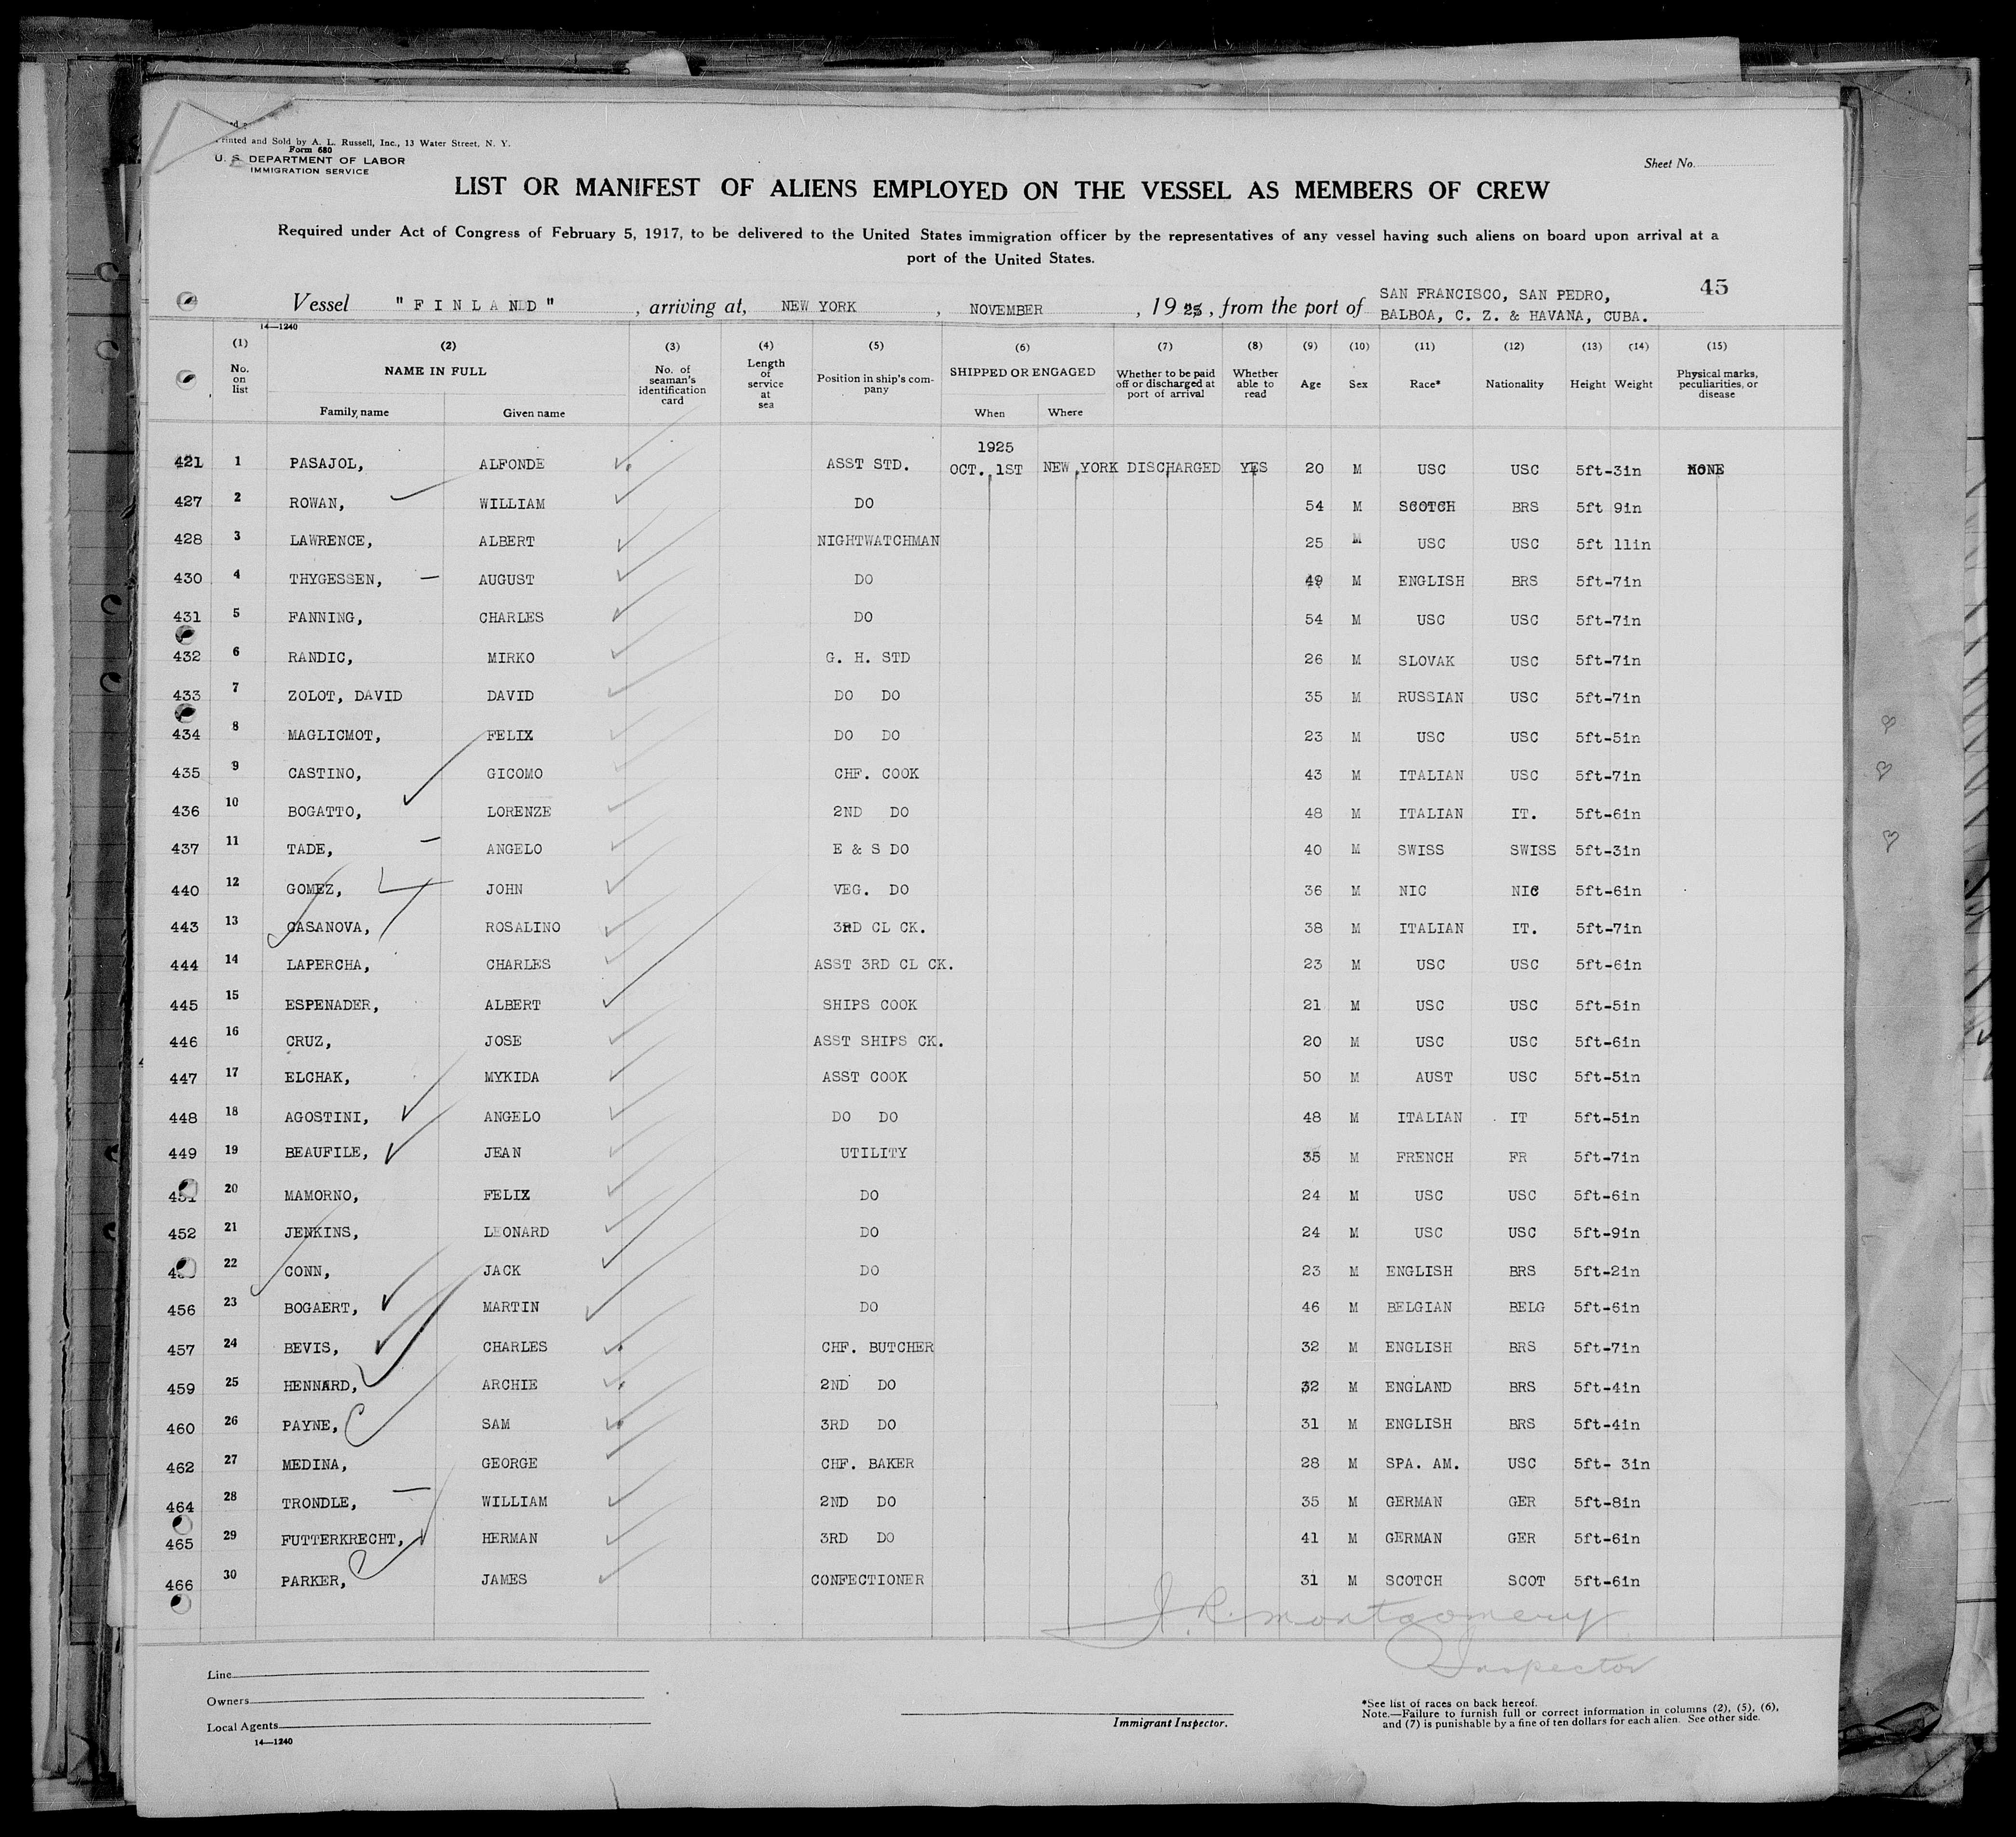 Printed and Sold by A. L. Russell, Inc., 13 Water Street, N. Y.
Form 680
U. S. DEPARTMENT OF LABOR
IMMIGRATION SERVICE
Sheet No.
LIST OR MANIFEST OF ALIENS EMPLOYED ON THE VESSEL AS MEMBERS OF CREW
Required under Act of Congress of February 5, 1917, to be delivered to the United States immigration officer by the representatives of any vessel having such aliens on board upon arrival at a
port of the United States.
45
Vessel "FINLAND", arriving at, NEW YORK, NOVEMBER, 1925, from the port of SAN FRANCISCO, SAN PEDRO,
BALBOA, C. Z. & HAVANA, CUBA.
14—1240
(1) (2) (3) (4) (5) (6) (7) (8) (9) (10) (11) (12) (13) (14) (15)
No. on list NAME IN FULL No. of seaman's identification card Length of service at sea Position in ship's company SHIPPED OR ENGAGED Whether to be paid off or discharged at port of arrival Whether able to read Age Sex Race* Nationality Height Weight Physical marks, peculiarities, or disease
Family name Given name When Where
1925
421 1 PASAJOL, ALFONDE ASST STD. OCT. 1ST NEW YORK DISCHARGED YES 20 M USC USC 5ft-3in NONE
427 2 ROWAN, WILLIAM DO 54 M SCOTCH BRS 5ft 9in
428 3 LAWRENCE, ALBERT NIGHTWATCHMAN 25 M USC USC 5ft 11in
430 4 THYGESSEN, AUGUST DO 49 M ENGLISH BRS 5ft-7in
431 5 FANNING, CHARLES DO 54 M USC USC 5ft-7in
432 6 RANDIC, MIRKO G. H. STD 26 M SLOVAK USC 5ft-7in
433 7 ZOLOT, DAVID DAVID DO DO 35 M RUSSIAN USC 5ft-7in
434 8 MAGLICMOT, FELIX DO DO 23 M USC USC 5ft-5in
435 9 CASTINO, GICOMO CHF. COOK 43 M ITALIAN USC 5ft-7in
436 10 BOGATTO, LORENZE 2ND DO 48 M ITALIAN IT. 5ft-6in
437 11 TADE, ANGELO E & S DO 40 M SWISS SWISS 5ft-3in
440 12 GOMEZ, JOHN VEG. DO 36 M NIC NIC 5ft-6in
443 13 CASANOVA, ROSALINO 3RD CL CK. 38 M ITALIAN IT. 5ft-7in
444 14 LAPERCHA, CHARLES ASST 3RD CL CK. 23 M USC USC 5ft-6in
445 15 ESPENADER, ALBERT SHIPS COOK 21 M USC USC 5ft-5in
446 16 CRUZ, JOSE ASST SHIPS CK. 20 M USC USC 5ft-6in
447 17 ELCHAK, MYKIDA ASST COOK 50 M AUST USC 5ft-5in
448 18 AGOSTINI, ANGELO DO DO 48 M ITALIAN IT 5ft-5in
449 19 BEAUFILE, JEAN UTILITY 35 M FRENCH FR 5ft-7in
20 MAMORNO, FELIX DO 24 M USC USC 5ft-6in
452 21 JENKINS, LEONARD DO 24 M USC USC 5ft-9in
22 CONN, JACK DO 23 M ENGLISH BRS 5ft-2in
456 23 BOGAERT, MARTIN DO 46 M BELGIAN BELG 5ft-6in
457 24 BEVIS, CHARLES CHF. BUTCHER 32 M ENGLISH BRS 5ft-7in
459 25 HENNARD, ARCHIE 2ND DO 32 M ENGLAND BRS 5ft-4in
460 26 PAYNE, SAM 3RD DO 31 M ENGLISH BRS 5ft-4in
462 27 MEDINA, GEORGE CHF. BAKER 28 M SPA. AM. USC 5ft- 3in
464 28 TRONDLE, WILLIAM 2ND DO 35 M GERMAN GER 5ft-8in
465 29 FUTTERKRECHT, HERMAN 3RD DO 41 M GERMAN GER 5ft-6in
466 30 PARKER, JAMES CONFECTIONER 31 M SCOTCH SCOT 5ft-6in
J. R. Montgomery
Inspector
Line
Owners
Local Agents
14—1240
Immigrant Inspector.
*See list of races on back hereof.
Note.—Failure to furnish full or correct information in columns (2), (5), (6),
and (7) is punishable by a fine of ten dollars for each alien. See other side.